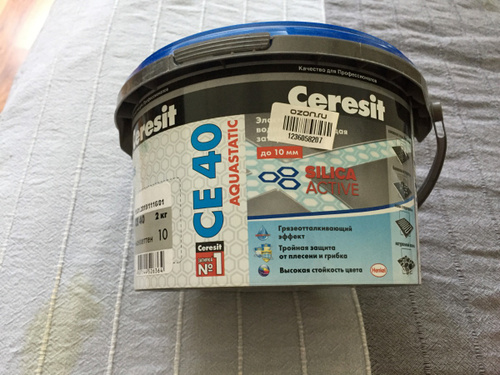 Качество для Профессионалов
Ceresit
Ceresit
ozon.ru
1236058207
до 10 мм
CE 40
AQUASTATIC
SILICA
ACTIVE
2 кг
10
Ceresit
№1
Грязеотталкивающий
эффект
Тройная защита
от плесени и грибка
Высокая стойкость цвета
Henkel